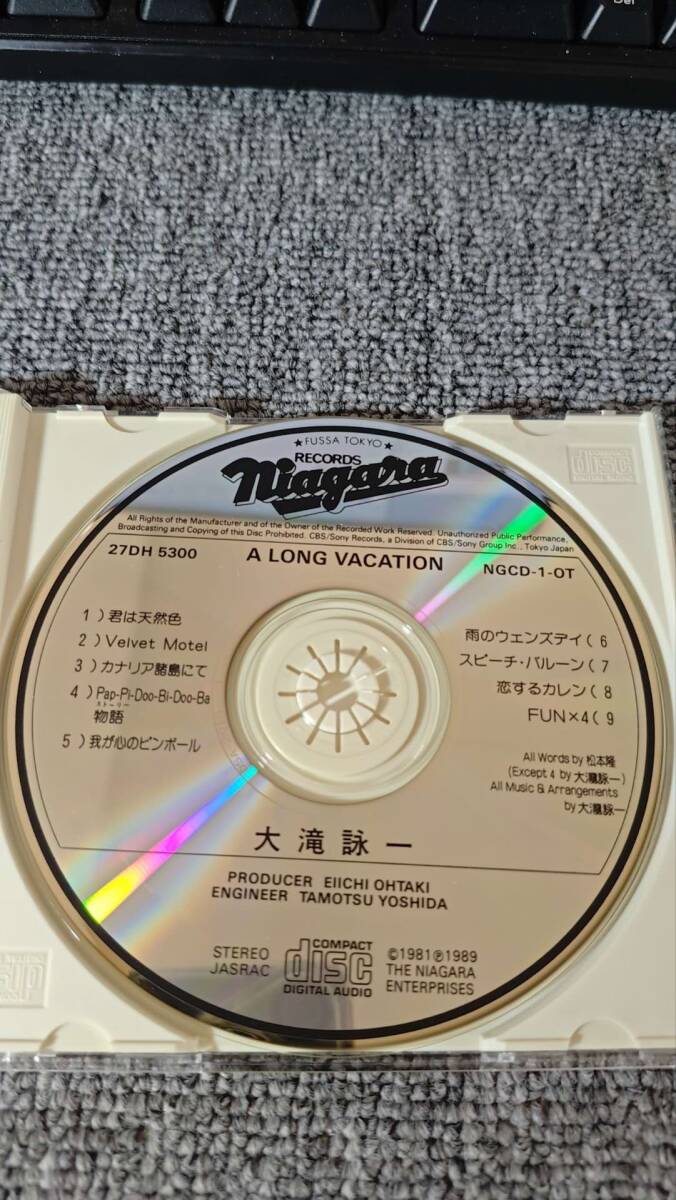 Del
★FUSSA TOKYO★
RECORDS
Niagara
All Rights of the Manufacturer and of the Owner of the Recorded Work Reserved. Unauthorized Public Performance,
Broadcasting and Copying of this Disc Prohibited. CBS/Sony Records, a Division of CBS/Sony Group Inc., Tokyo Japan
27DH 5300
A LONG VACATION
NGCD-1-OT
1)君は天然色
2)Velvet Motel
3)カナリア諸島にて
4)Pap-Pi-Doo-Bi-Doo-Ba
ストーリー
物語
5)我が心のピンボール
雨のウェンズデイ(6
スピーチ・バルーン(7
恋するカレン(8
FUN×4(9
All Words by 松本隆
(Except 4 by 大瀧詠一)
All Music & Arrangements
by 大瀧詠一
大滝詠一
PRODUCER EIICHI OHTAKI
ENGINEER TAMOTSU YOSHIDA
STEREO
JASRAC
COMPACT
disc
DIGITAL AUDIO
©1981℗1989
THE NIAGARA
ENTERPRISES
COMPACT
disc
DIGITAL AUDIO